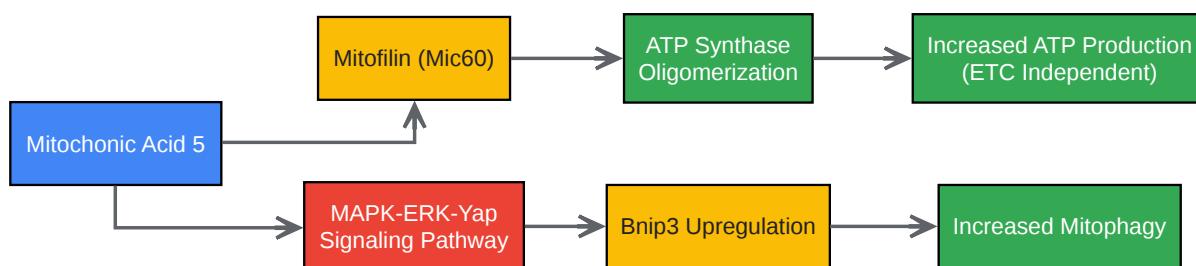 Mitofilin (Mic60)
ATP Synthase
Oligomerization
Increased ATP Production
(ETC Independent)
Mitochonic Acid 5
MAPK-ERK-Yap
Signaling Pathway
Bnip3 Upregulation
Increased Mitophagy